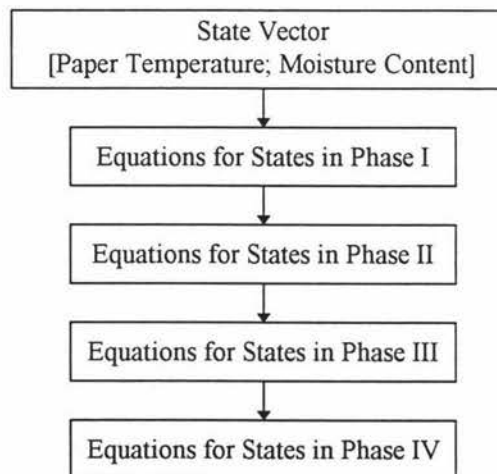 State Vector
[Paper Temperature; Moisture Content]
Equations for States in Phase I
Equations for States in Phase II
Equations for States in Phase III
Equations for States in Phase IV